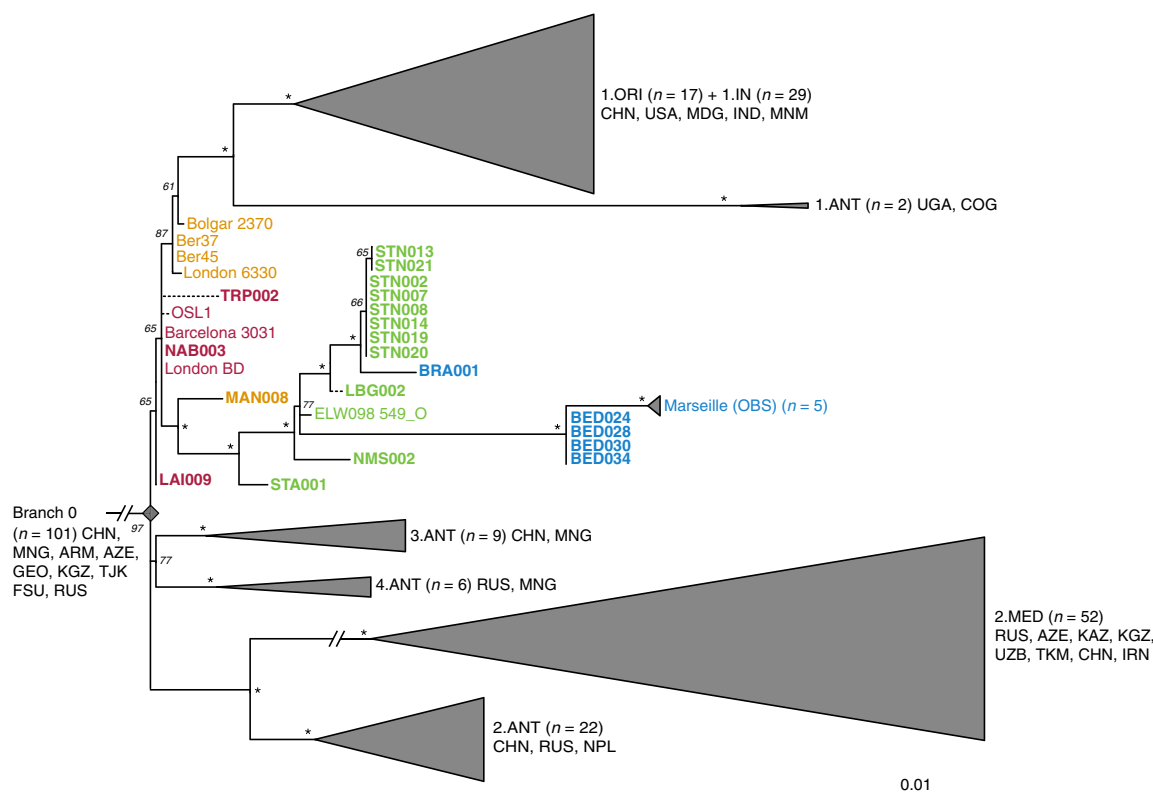 *
1.ORI (n = 17) + 1.IN (n = 29)
CHN, USA, MDG, IND, MNM
*
*
1.ANT (n = 2) UGA, COG
61
Bolgar 2370
87
Ber37
Ber45
London 6330
TRP002
OSL1
65
Barcelona 3031
NAB003
London BD
65
STN013
STN021
STN002
STN007
66
STN008
STN014
STN019
STN020
*
*
BRA001
LBG002
MAN008
65
77
ELW098 549_O
*
Marseille (OBS) (n = 5)
BED024
BED028
BED030
BED034
*
*
*
*
NMS002
LAI009
STA001
Branch 0
(n = 101) CHN,
MNG, ARM, AZE,
GEO, KGZ, TJK
FSU, RUS
97
*
3.ANT (n = 9) CHN, MNG
77
*
4.ANT (n = 6) RUS, MNG
*
2.MED (n = 52)
RUS, AZE, KAZ, KGZ,
UZB, TKM, CHN, IRN
*
*
2.ANT (n = 22)
CHN, RUS, NPL
0.01